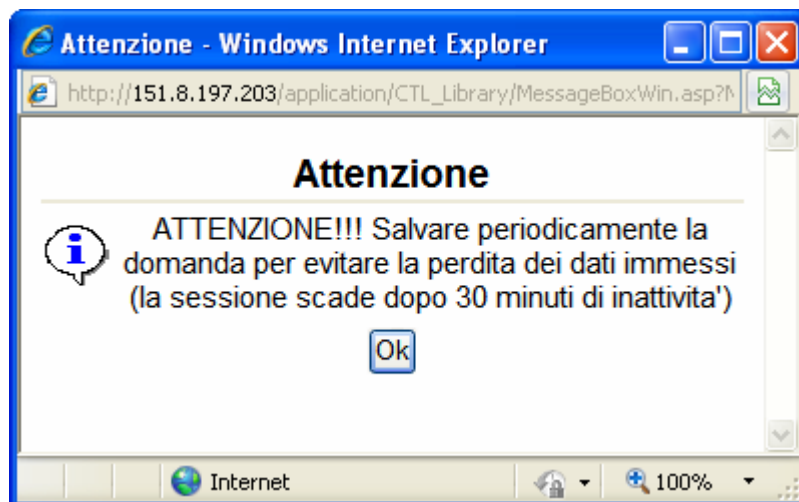 Attenzione - Windows Internet Explorer
http://151.8.197.203/application/CTL_Library/MessageBoxWin.asp?
Attenzione
ATTENZIONE!!! Salvare periodicamente la
domanda per evitare la perdita dei dati immessi
(la sessione scade dopo 30 minuti di inattivita')
Ok
Internet
100%